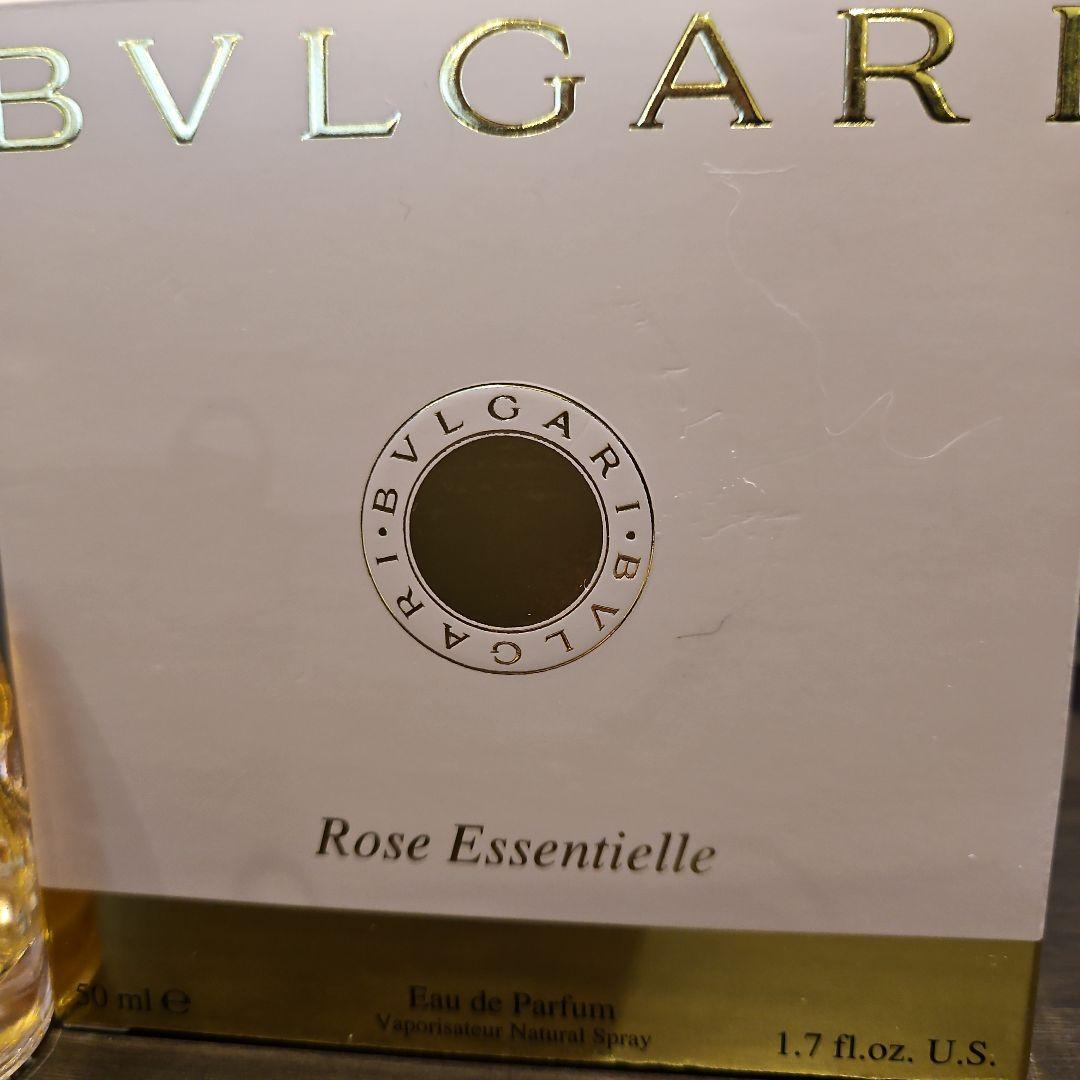 BVLGARI
BVLGARI • BVLGARI •
Rose Essentielle
50 ml ℮
Eau de Parfum
Vaporisateur Natural Spray
1.7 fl.oz. U.S.